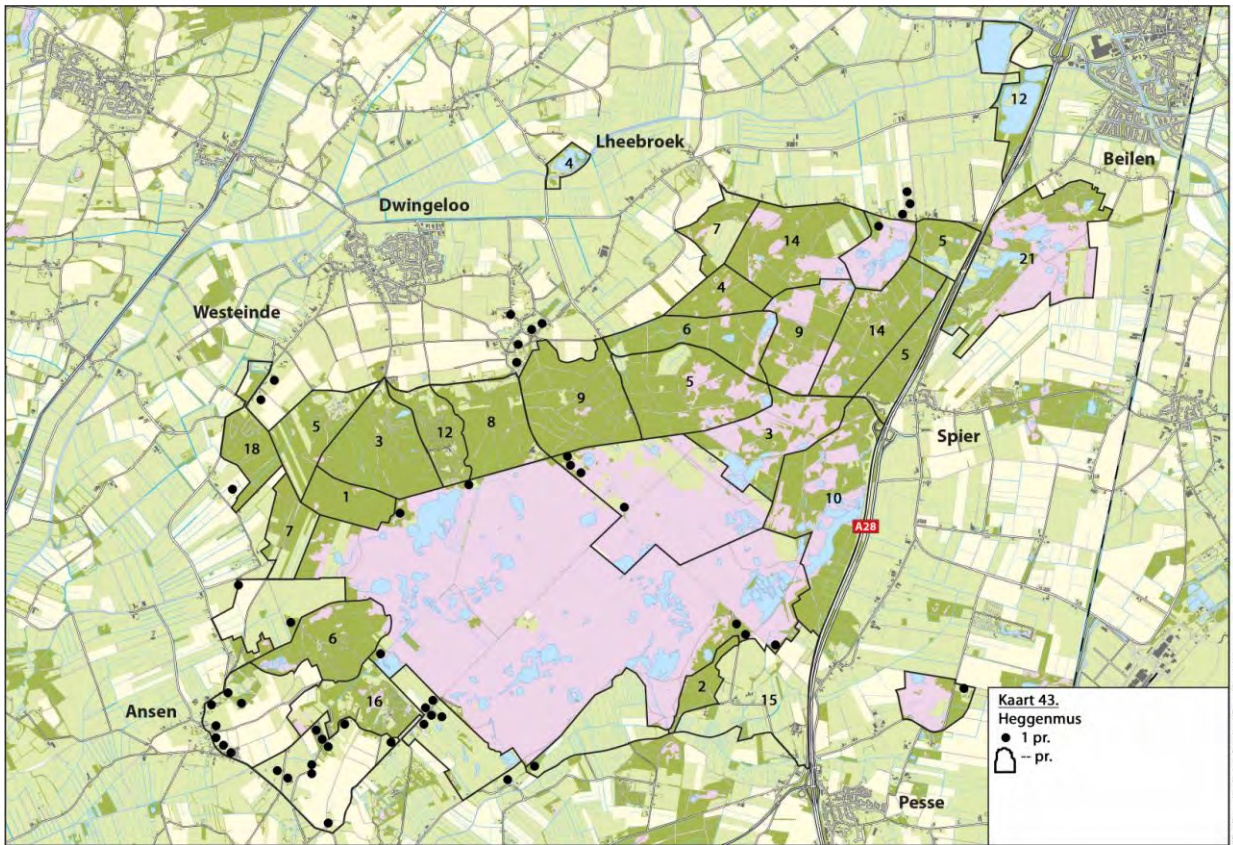 12
Beilen
Lheebroek
4
Dwingeloo
7
14
5
21
4
Westeinde
6
9
14
5
5
9
8
5
3
12
3
Spier
18
10
1
7
A28
6
2
15
16
Ansen
Pesse
Kaart 43.
Heggenmus
1 pr.
-- pr.